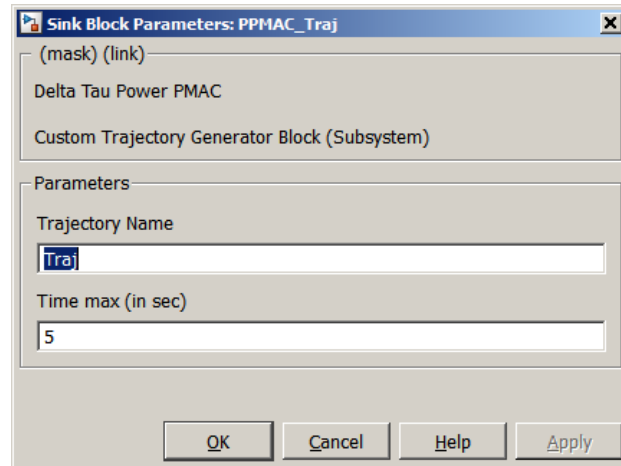 Sink Block Parameters: PPMAC_Traj
(mask) (link)
Delta Tau Power PMAC
Custom Trajectory Generator Block (Subsystem)
Parameters
Trajectory Name
Traj
Time max (in sec)
5
OK Cancel Help Apply